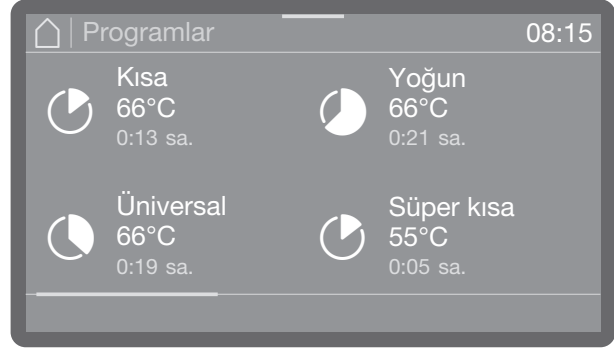 Programlar 08:15
Kısa
66°C
0:13 sa.
Yoğun
66°C
0:21 sa.
Üniversal
66°C
0:19 sa.
Süper kısa
55°C
0:05 sa.